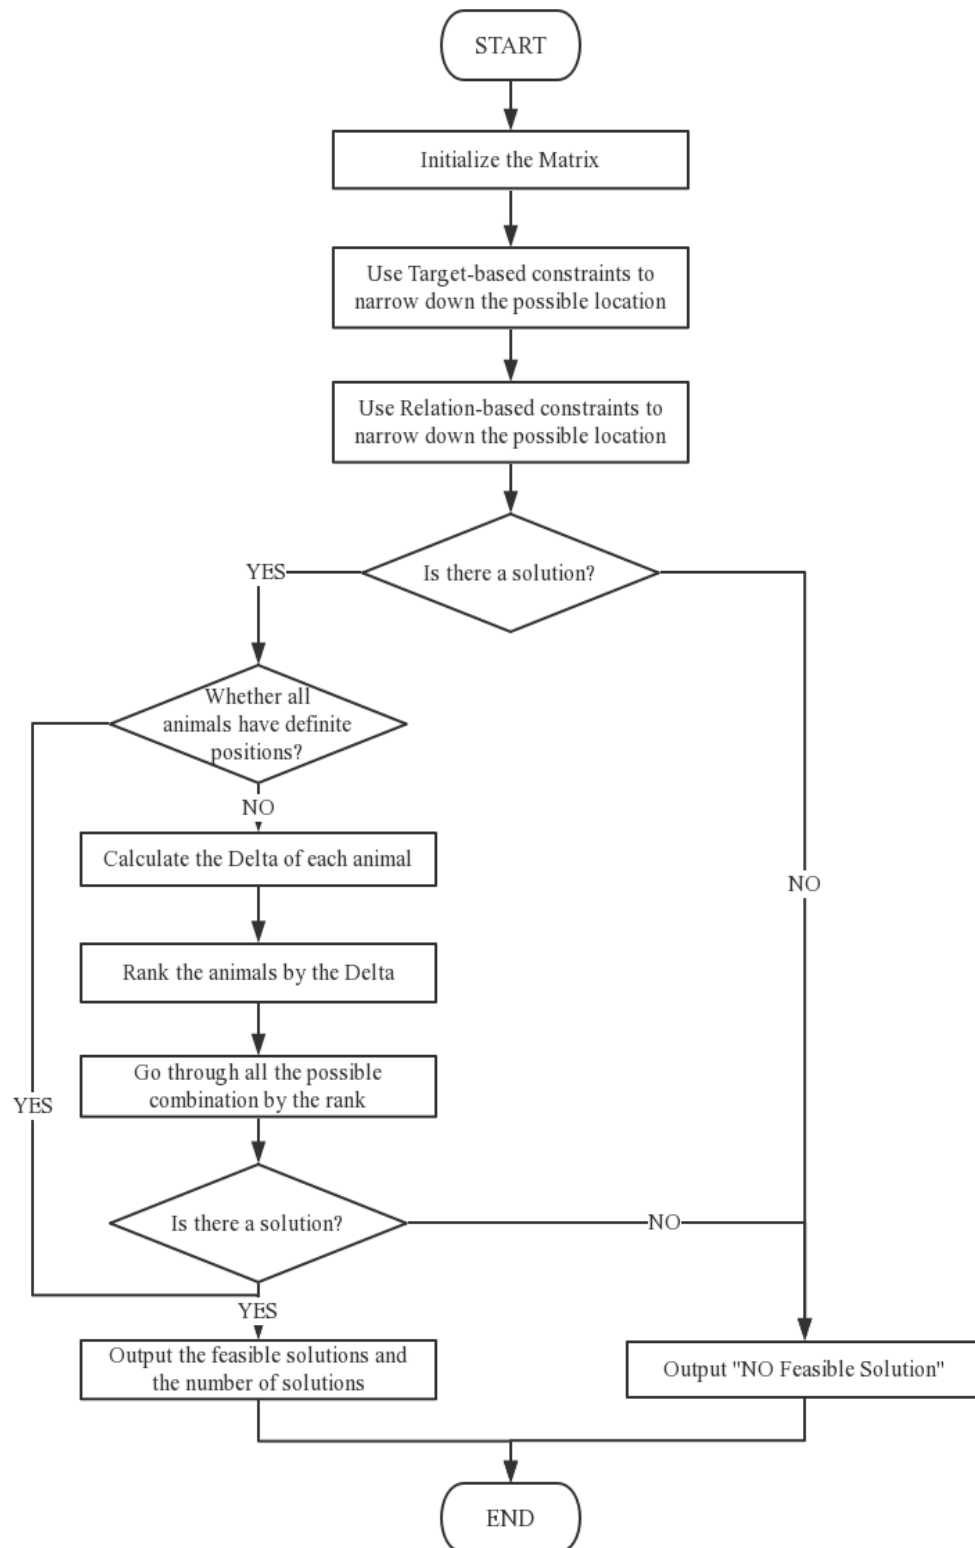 START
Initialize the Matrix
Use Target-based constraints to
narrow down the possible location
Use Relation-based constraints to
narrow down the possible location
Is there a solution?
YES
Whether all
animals have definite
positions?
NO
Calculate the Delta of each animal
NO
Rank the animals by the Delta
Go through all the possible
combination by the rank
YES
Is there a solution?
NO
YES
Output the feasible solutions and
the number of solutions
Output "NO Feasible Solution"
END